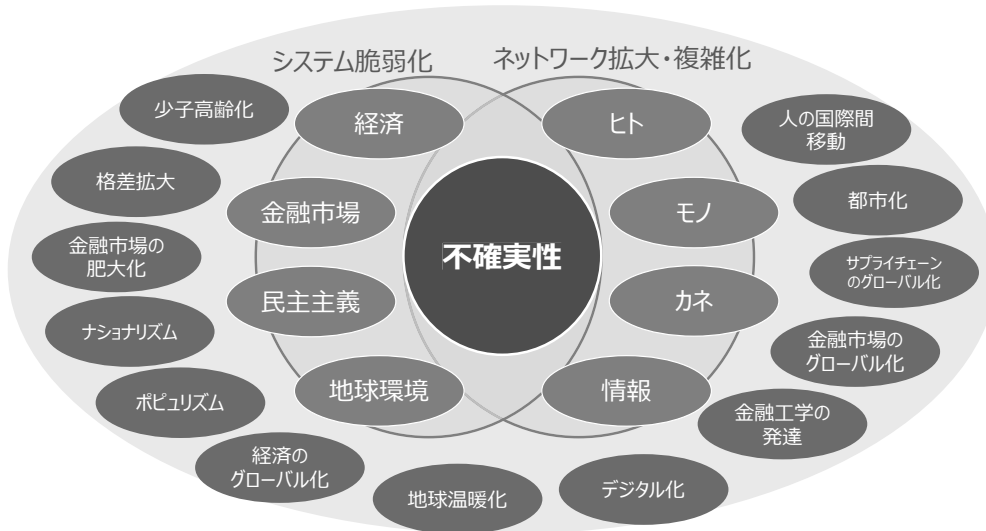 システム脆弱化
ネットワーク拡大・複雑化
少子高齢化
格差拡大
金融市場の
肥大化
ナショナリズム
ポピュリズム
経済の
グローバル化
地球温暖化
デジタル化
金融工学の
発達
金融市場の
グローバル化
サプライチェーン
のグローバル化
都市化
人の国際間
移動
経済
金融市場
民主主義
地球環境
不確実性
ヒト
モノ
カネ
情報